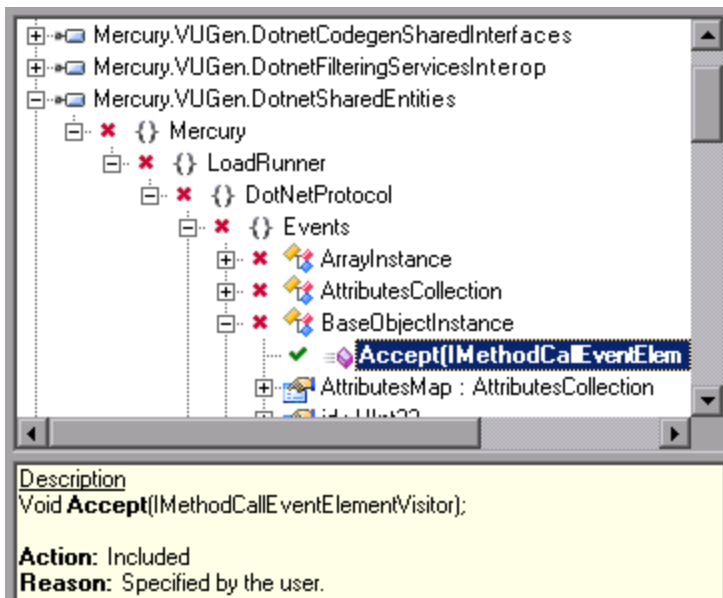 Mercury.VUGen.DotnetCodegenSharedInterfaces
Mercury.VUGen.DotnetFilteringServicesInterop
Mercury.VUGen.DotnetSharedEntities
{} Mercury
{} LoadRunner
{} DotNetProtocol
{} Events
ArrayInstance
AttributesCollection
BaseObjectInstance
Accept(IMethodCallEventElem
AttributesMap : AttributesCollection
Description
Void Accept(IMethodCallEventElementVisitor);
Action: Included
Reason: Specified by the user.